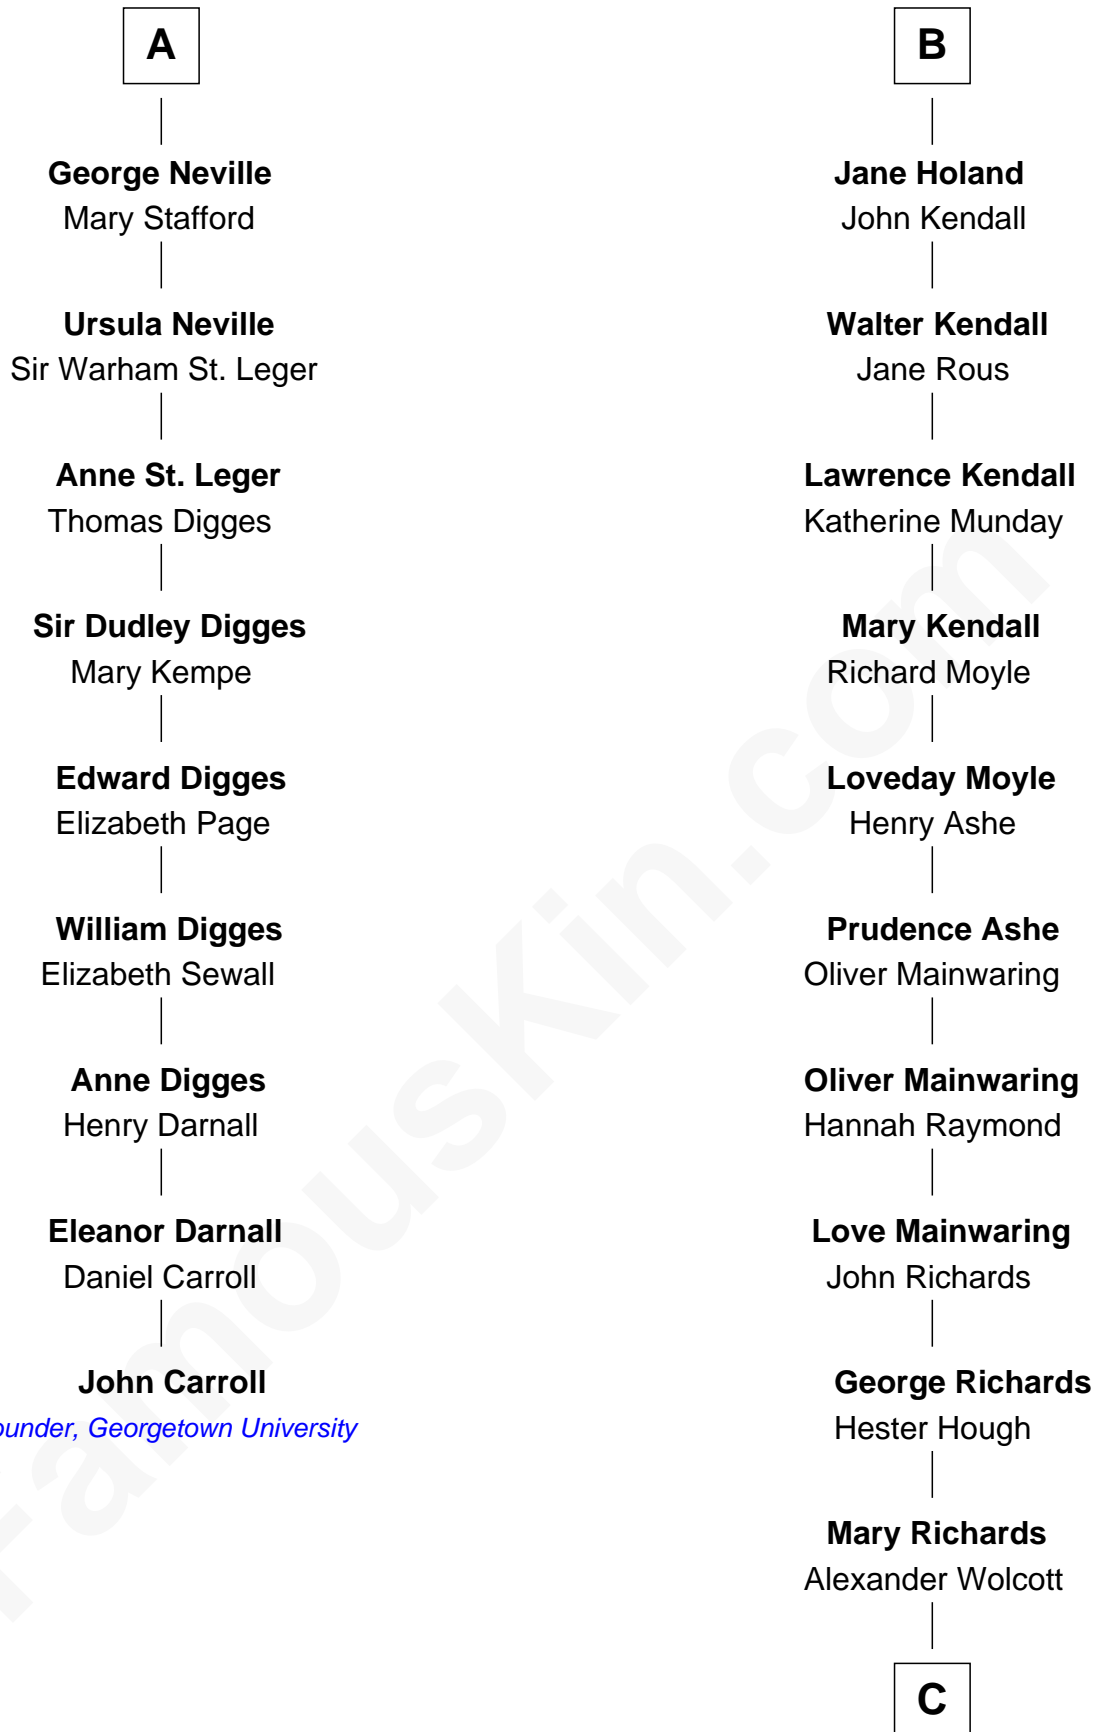 A
George Neville
Mary Stafford
Ursula Neville
Sir Warham St. Leger
Anne St. Leger
Thomas Digges
Sir Dudley Digges
Mary Kempe
Edward Digges
Elizabeth Page
William Digges
Elizabeth Sewall
Anne Digges
Henry Darnall
Eleanor Darnall
Daniel Carroll
John Carroll
ounder, Georgetown University
B
Jane Holand
John Kendall
Walter Kendall
Jane Rous
Lawrence Kendall
Katherine Munday
Mary Kendall
Richard Moyle
Loveday Moyle
Henry Ashe
Prudence Ashe
Oliver Mainwaring
Oliver Mainwaring
Hannah Raymond
Love Mainwaring
John Richards
George Richards
Hester Hough
Mary Richards
Alexander Wolcott
C
FamousKin.com